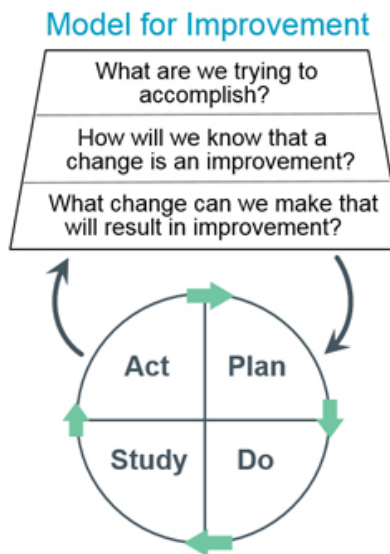 Model for Improvement
What are we trying to
accomplish?
How will we know that a
change is an improvement?
What change can we make that
will result in improvement?
Act
Plan
Study
Do